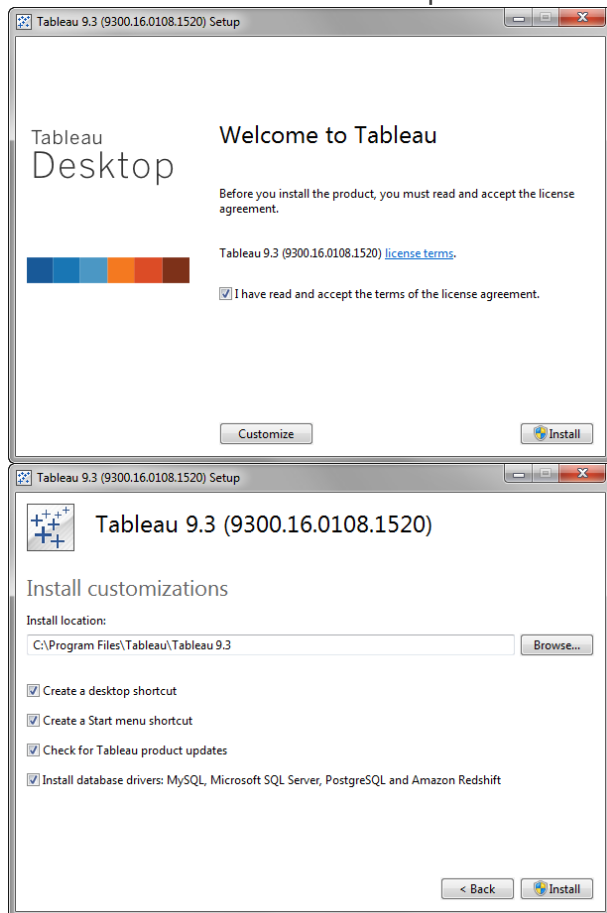 Tableau 9.3 (9300.16.0108.1520) Setup
Tableau
Desktop
Welcome to Tableau
Before you install the product, you must read and accept the license
agreement.
Tableau 9.3 (9300.16.0108.1520) license terms.
I have read and accept the terms of the license agreement.
Customize
Install
Tableau 9.3 (9300.16.0108.1520) Setup
Tableau 9.3 (9300.16.0108.1520)
Install customizations
Install location:
C:\Program Files\Tableau\Tableau 9.3
Browse...
Create a desktop shortcut
Create a Start menu shortcut
Check for Tableau product updates
Install database drivers: MySQL, Microsoft SQL Server, PostgreSQL and Amazon Redshift
< Back
Install